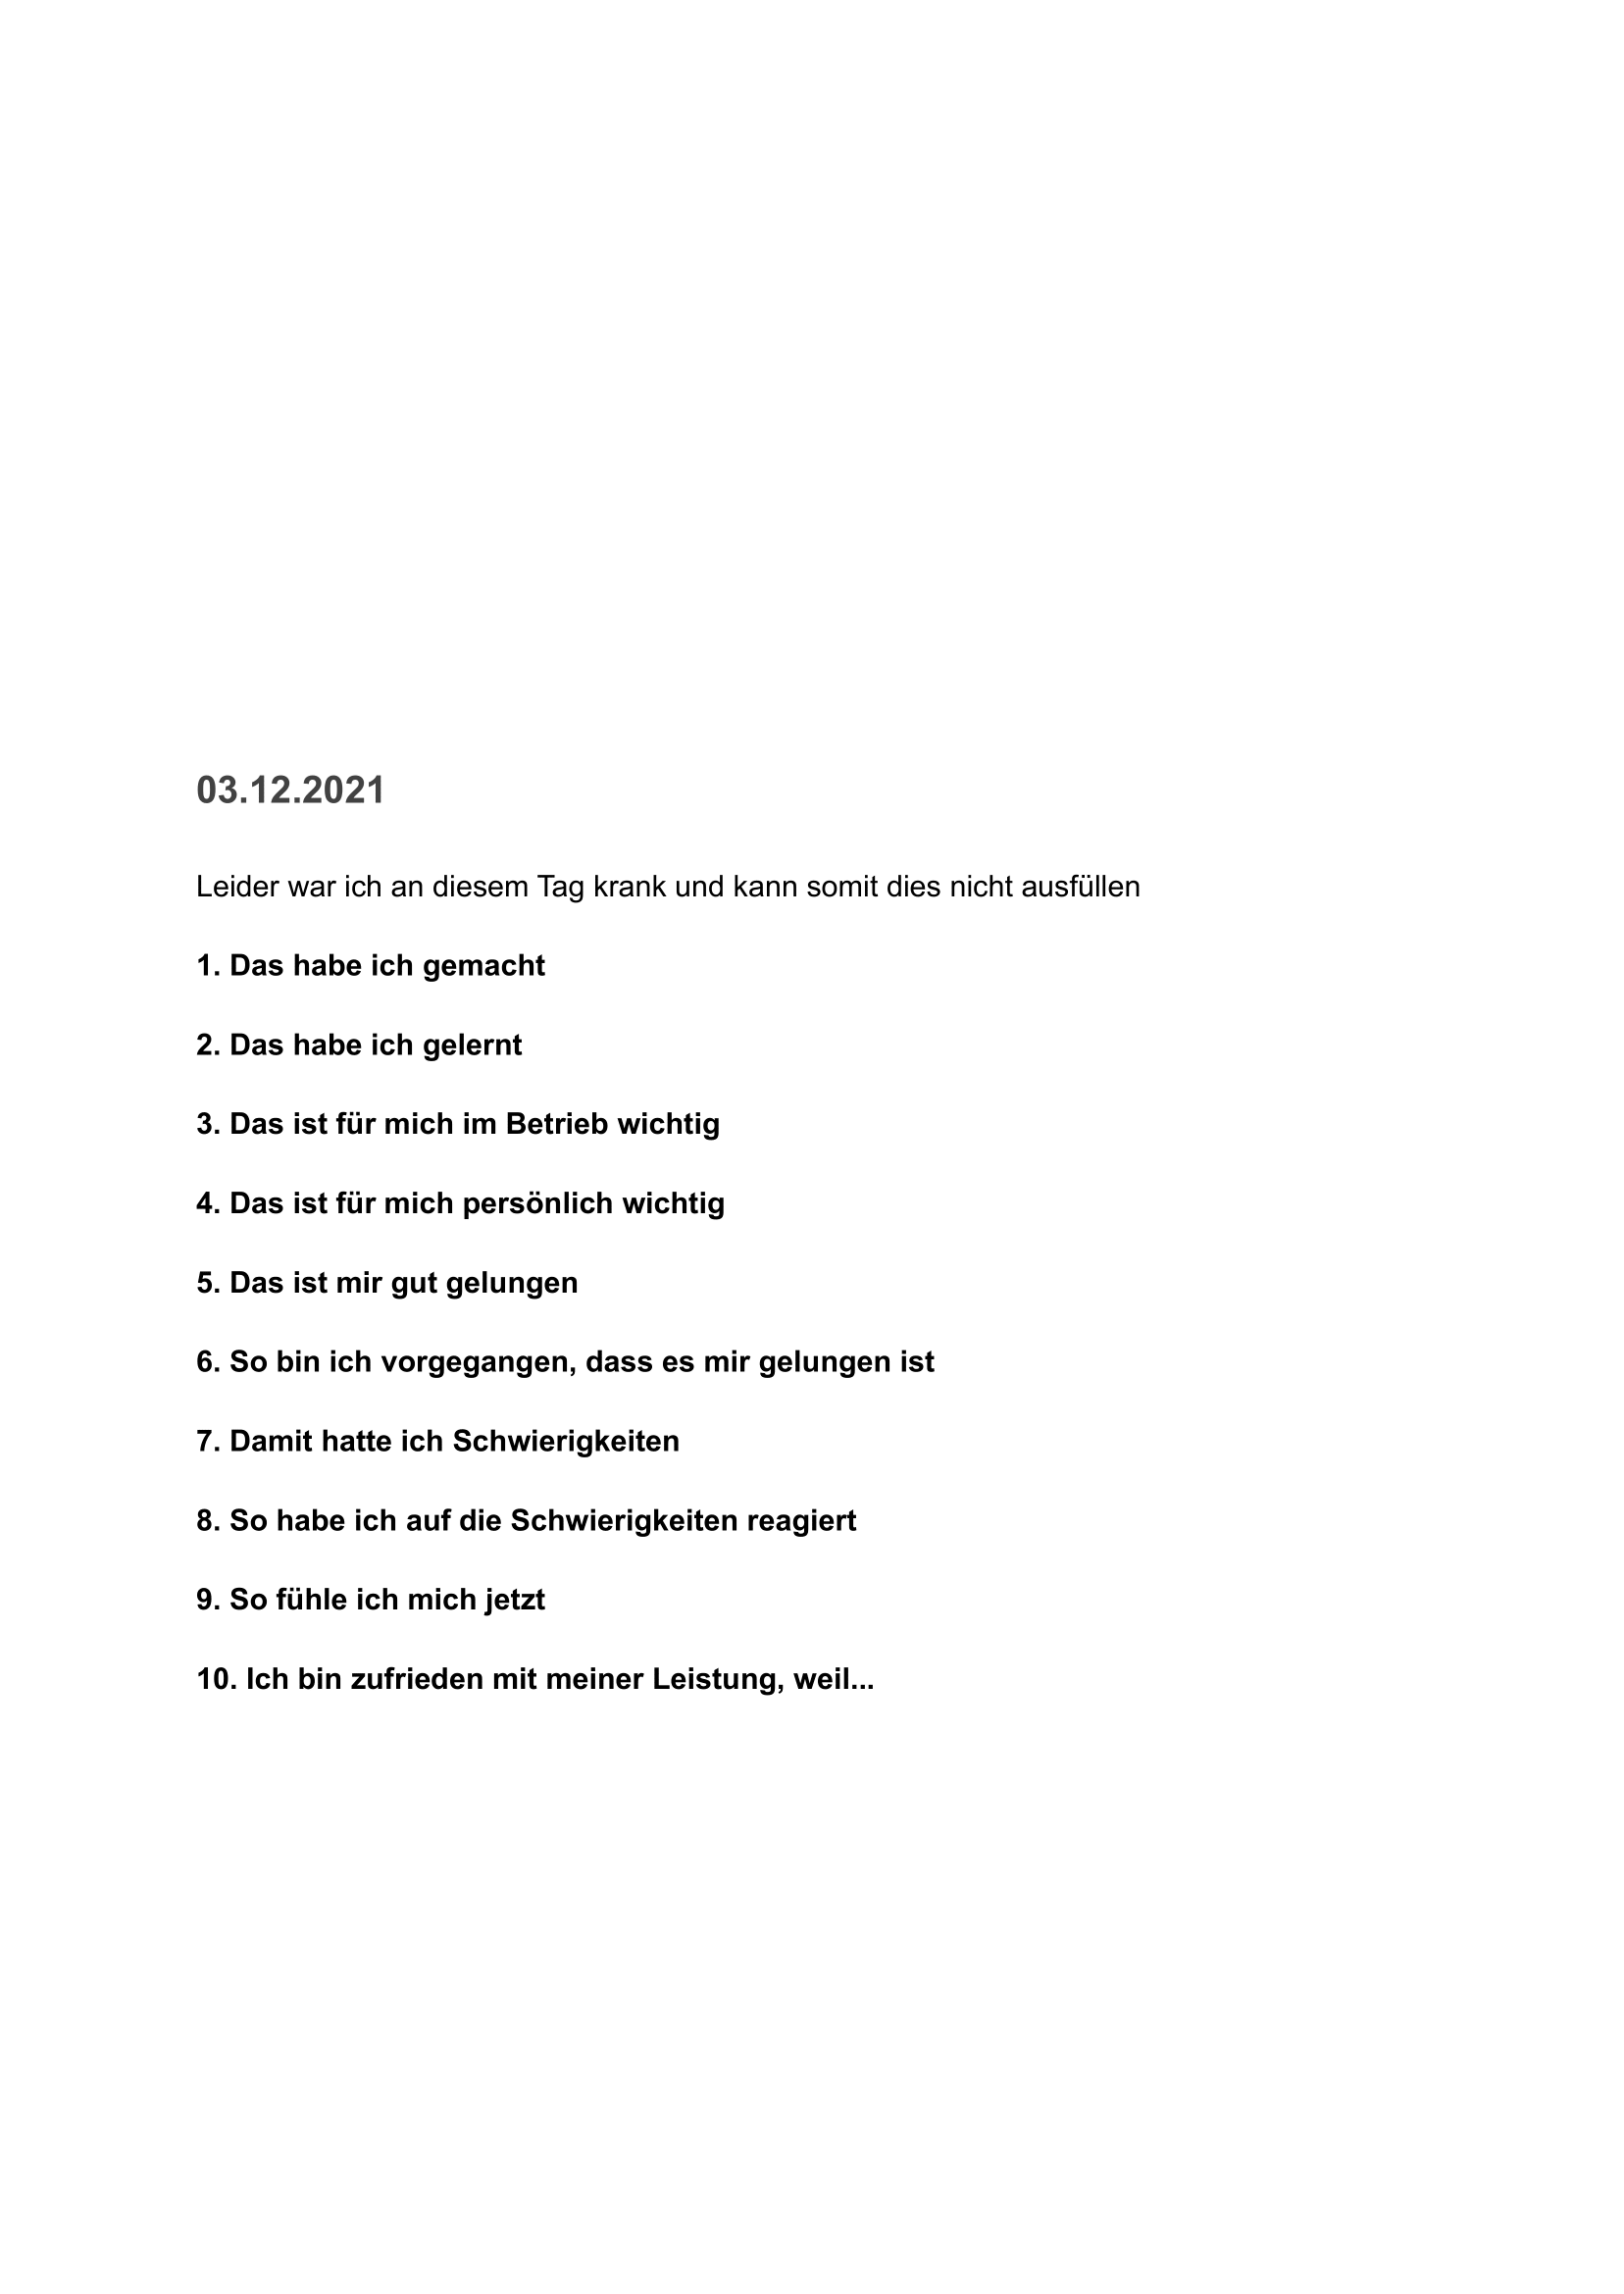 03.12.2021
Leider war ich an diesem Tag krank und kann somit dies nicht ausfüllen
1. Das habe ich gemacht
2. Das habe ich gelernt
3. Das ist für mich im Betrieb wichtig
4. Das ist für mich persönlich wichtig
5. Das ist mir gut gelungen
6. So bin ich vorgegangen, dass es mir gelungen ist
7. Damit hatte ich Schwierigkeiten
8. So habe ich auf die Schwierigkeiten reagiert
9. So fühle ich mich jetzt
10. Ich bin zufrieden mit meiner Leistung, weil...